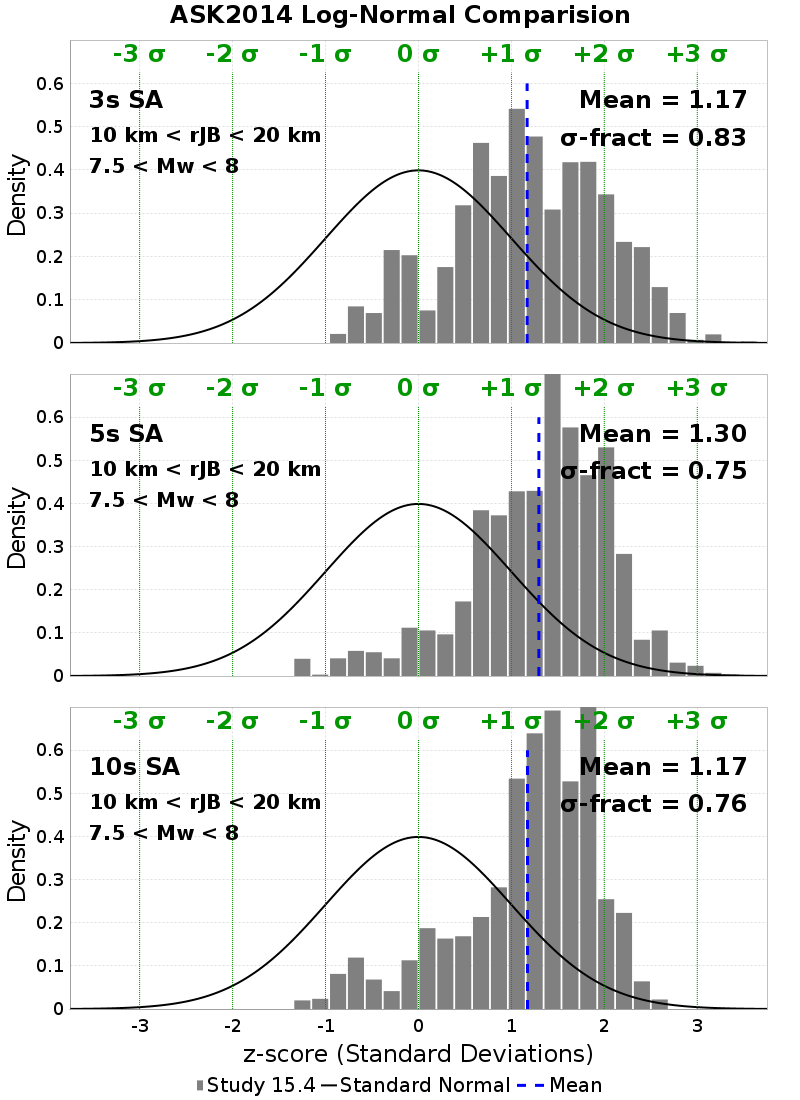 ASK2014 Log-Normal Comparision
-3 σ -2 σ -1 σ 0 σ +1 σ +2 σ +3 σ
3s SA
Mean = 1.17
10 km < rJB < 20 km
σ-fract = 0.83
7.5 < Mw < 8
Density
0.6
0.5
0.4
0.3
0.2
0.1
0
-3 σ -2 σ -1 σ 0 σ +1 σ +2 σ +3 σ
5s SA
Mean = 1.30
10 km < rJB < 20 km
σ-fract = 0.75
7.5 < Mw < 8
Density
0.6
0.5
0.4
0.3
0.2
0.1
0
-3 σ -2 σ -1 σ 0 σ +1 σ +2 σ +3 σ
10s SA
Mean = 1.17
10 km < rJB < 20 km
σ-fract = 0.76
7.5 < Mw < 8
Density
0.6
0.5
0.4
0.3
0.2
0.1
0
-3 -2 -1 0 1 2 3
z-score (Standard Deviations)
Study 15.4 Standard Normal Mean